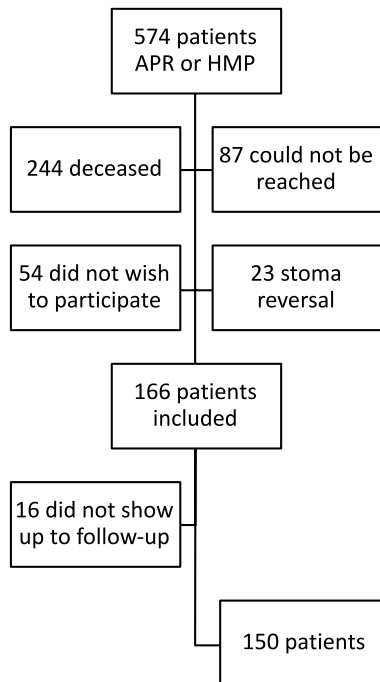 574 patients
APR or HMP
244 deceased
87 could not be
reached
54 did not wish
to participate
23 stoma
reversal
166 patients
included
16 did not show
up to follow-up
150 patients